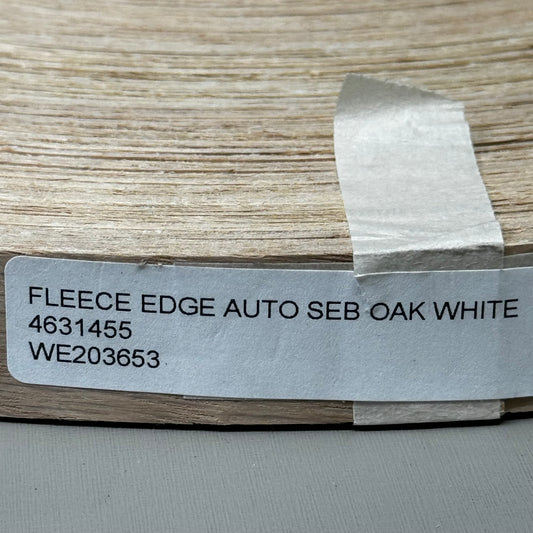 FLEECE EDGE AUTO SEB OAK WHITE
4631455
WE203653